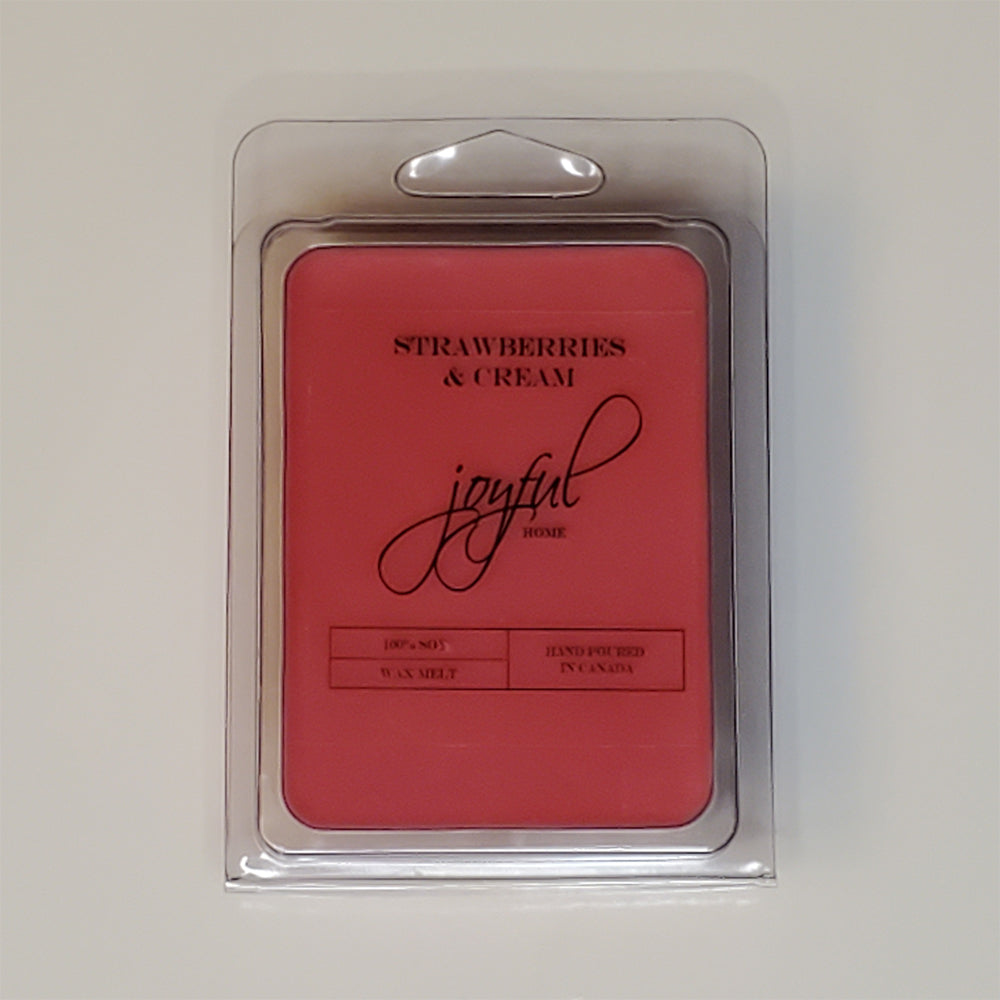 STRAWBERRIES
& CREAM
joyful
HOME
100% SOY
WAX MELT
HAND POURED
IN CANADA